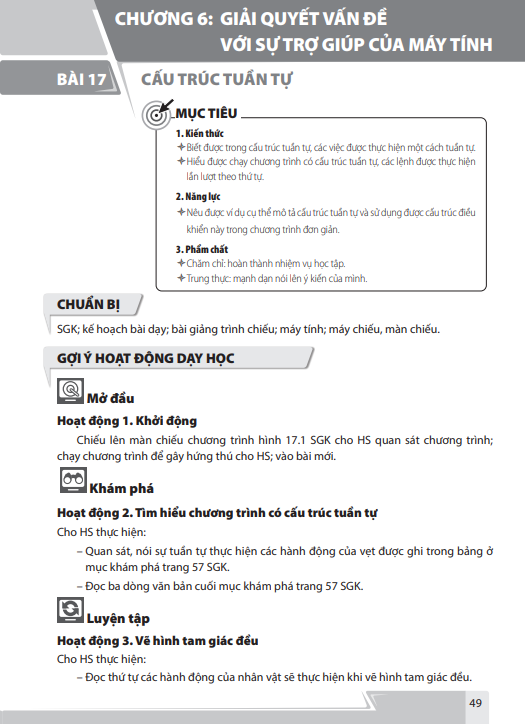 CHƯƠNG 6: GIẢI QUYẾT VẤN ĐỀ
VỚI SỰ TRỢ GIÚP CỦA MÁY TÍNH
BÀI 17 CẤU TRÚC TUẦN TỰ
MỤC TIÊU
1. Kiến thức
Biết được trong cấu trúc tuần tự, các việc được thực hiện một cách tuần tự.
Hiểu được chạy chương trình có cấu trúc tuần tự, các lệnh được thực hiện
lần lượt theo thứ tự.
2. Năng lực
Nêu được ví dụ cụ thể mô tả cấu trúc tuần tự và sử dụng được cấu trúc điều
khiển này trong chương trình đơn giản.
3. Phẩm chất
Chăm chỉ: hoàn thành nhiệm vụ học tập.
Trung thực: mạnh dạn nói lên ý kiến của mình.
CHUẨN BỊ
SGK; kế hoạch bài dạy; bài giảng trình chiếu; máy tính; máy chiếu, màn chiếu.
GỢI Ý HOẠT ĐỘNG DẠY HỌC
Mở đầu
Hoạt động 1. Khởi động
Chiếu lên màn chiếu chương trình hình 17.1 SGK cho HS quan sát chương trình;
chạy chương trình để gây hứng thú cho HS; vào bài mới.
Khám phá
Hoạt động 2. Tìm hiểu chương trình có cấu trúc tuần tự
Cho HS thực hiện:
– Quan sát, nói sự tuần tự thực hiện các hành động của vẹt được ghi trong bảng ở
mục khám phá trang 57 SGK.
– Đọc ba dòng văn bản cuối mục khám phá trang 57 SGK.
Luyện tập
Hoạt động 3. Vẽ hình tam giác đều
Cho HS thực hiện:
– Đọc thứ tự các hành động của nhân vật sẽ thực hiện khi vẽ hình tam giác đều.
49